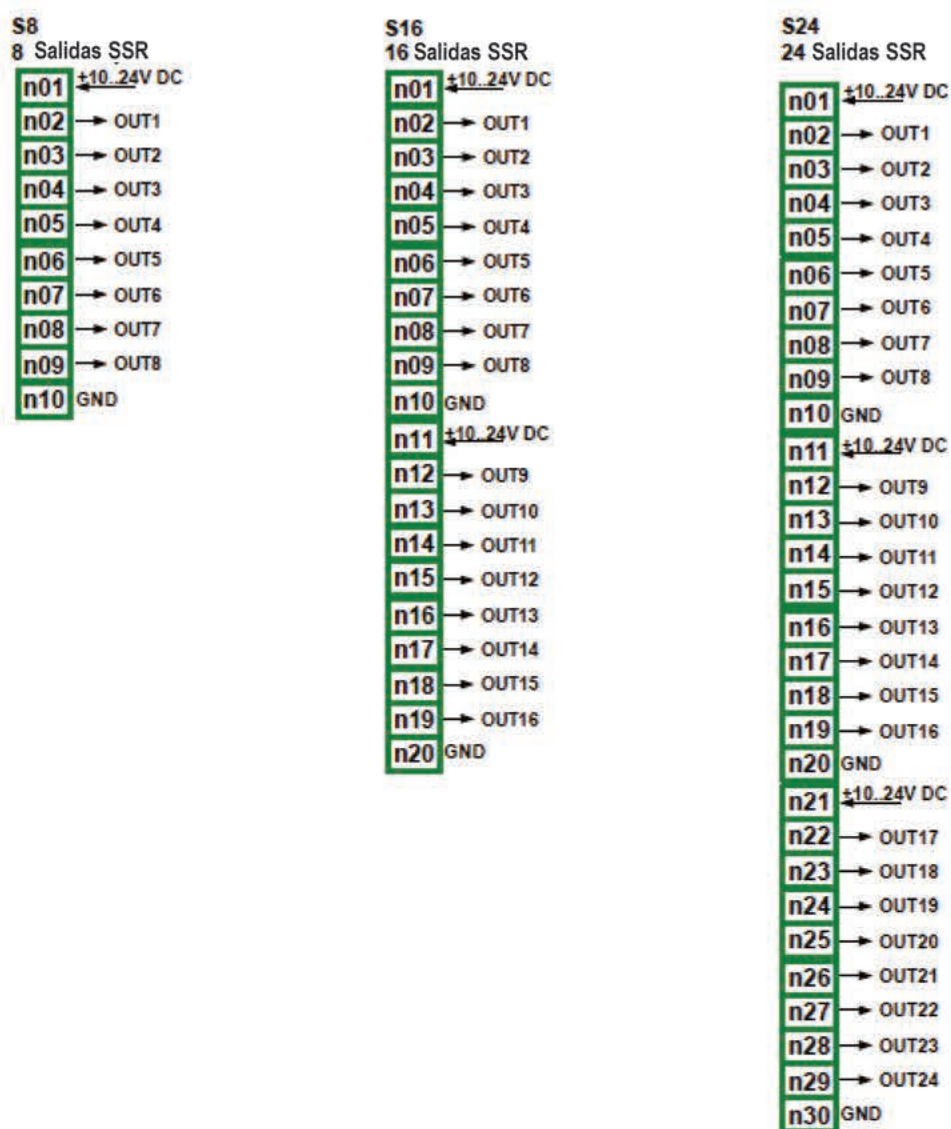 S8
8 Salidas SSR
n01 ±10..24V DC
n02 OUT1
n03 OUT2
n04 OUT3
n05 OUT4
n06 OUT5
n07 OUT6
n08 OUT7
n09 OUT8
n10 GND
S16
16 Salidas SSR
n01 ±10..24V DC
n02 OUT1
n03 OUT2
n04 OUT3
n05 OUT4
n06 OUT5
n07 OUT6
n08 OUT7
n09 OUT8
n10 GND
n11 ±10..24V DC
n12 OUT9
n13 OUT10
n14 OUT11
n15 OUT12
n16 OUT13
n17 OUT14
n18 OUT15
n19 OUT16
n20 GND
S24
24 Salidas SSR
n01 ±10..24V DC
n02 OUT1
n03 OUT2
n04 OUT3
n05 OUT4
n06 OUT5
n07 OUT6
n08 OUT7
n09 OUT8
n10 GND
n11 ±10..24V DC
n12 OUT9
n13 OUT10
n14 OUT11
n15 OUT12
n16 OUT13
n17 OUT14
n18 OUT15
n19 OUT16
n20 GND
n21 ±10..24V DC
n22 OUT17
n23 OUT18
n24 OUT19
n25 OUT20
n26 OUT21
n27 OUT22
n28 OUT23
n29 OUT24
n30 GND